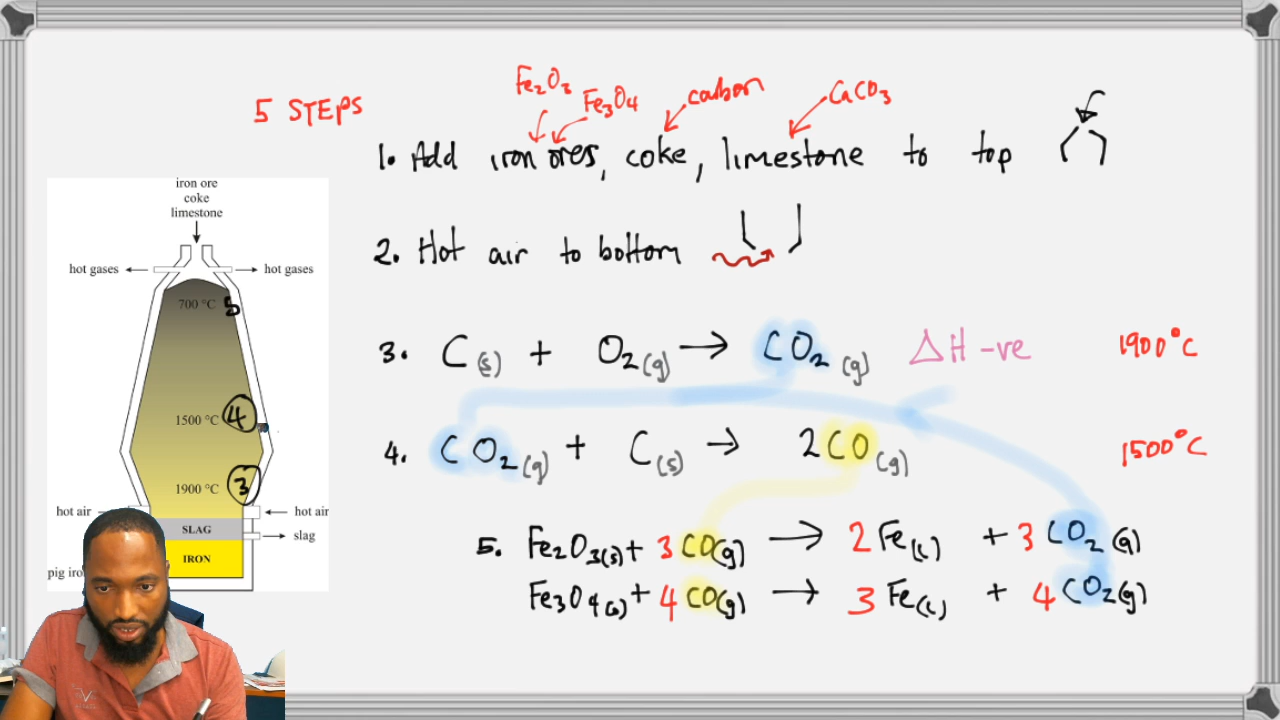 5 STEPS
Fe2O3
Fe3O4
carbon
CaCO3
1. Add iron ores, coke, limestone to top
2. Hot air to bottom
3. C(s) + O2(g) → CO2(g) ΔH -ve 1900°C
4. CO2(g) + C(s) → 2CO(g) 1500°C
5. Fe2O3(s) + 3CO(g) → 2Fe(l) + 3CO2(g)
Fe3O4(s) + 4CO(g) → 3Fe(l) + 4CO2(g)
iron ore
coke
limestone
hot gases
hot gases
700 °C 5
1500 °C 4
1900 °C 3
hot air
hot air
SLAG
slag
IRON
pig